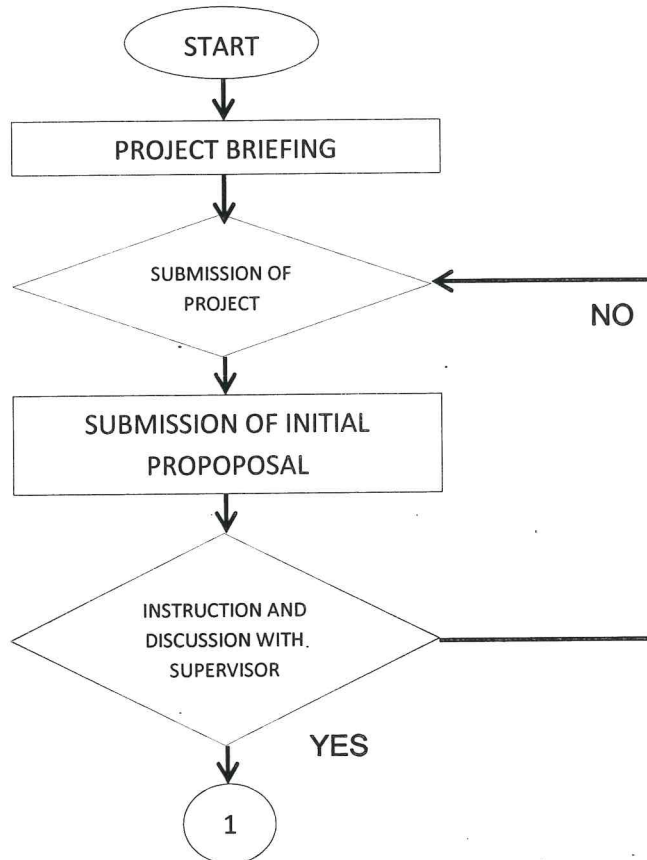 START
PROJECT BRIEFING
SUBMISSION OF
PROJECT
NO
SUBMISSION OF INITIAL
PROPOPOSAL
INSTRUCTION AND
DISCUSSION WITH
SUPERVISOR
YES
1